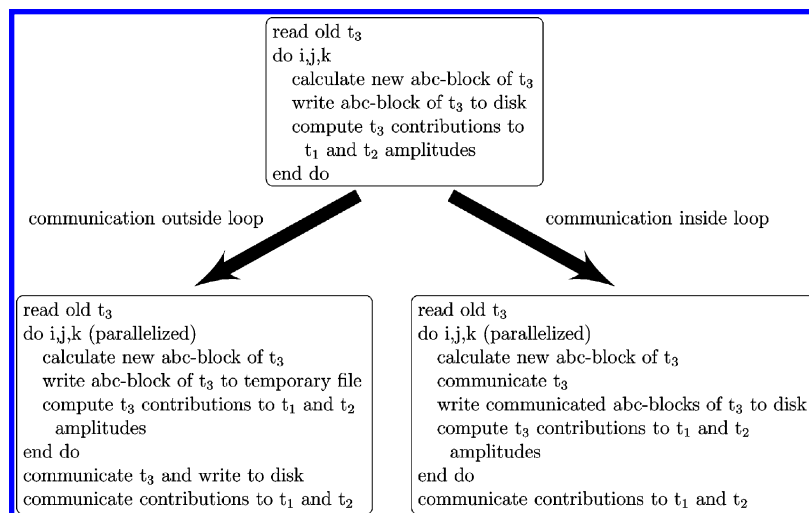 read old t₃
do i,j,k
calculate new abc-block of t₃
write abc-block of t₃ to disk
compute t₃ contributions to
t₁ and t₂ amplitudes
end do
communication outside loop
communication inside loop
read old t₃
do i,j,k (parallelized)
calculate new abc-block of t₃
write abc-block of t₃ to temporary file
compute t₃ contributions to t₁ and t₂
amplitudes
end do
communicate t₃ and write to disk
communicate contributions to t₁ and t₂
read old t₃
do i,j,k (parallelized)
calculate new abc-block of t₃
communicate t₃
write communicated abc-blocks of t₃ to disk
compute t₃ contributions to t₁ and t₂
amplitudes
end do
communicate contributions to t₁ and t₂